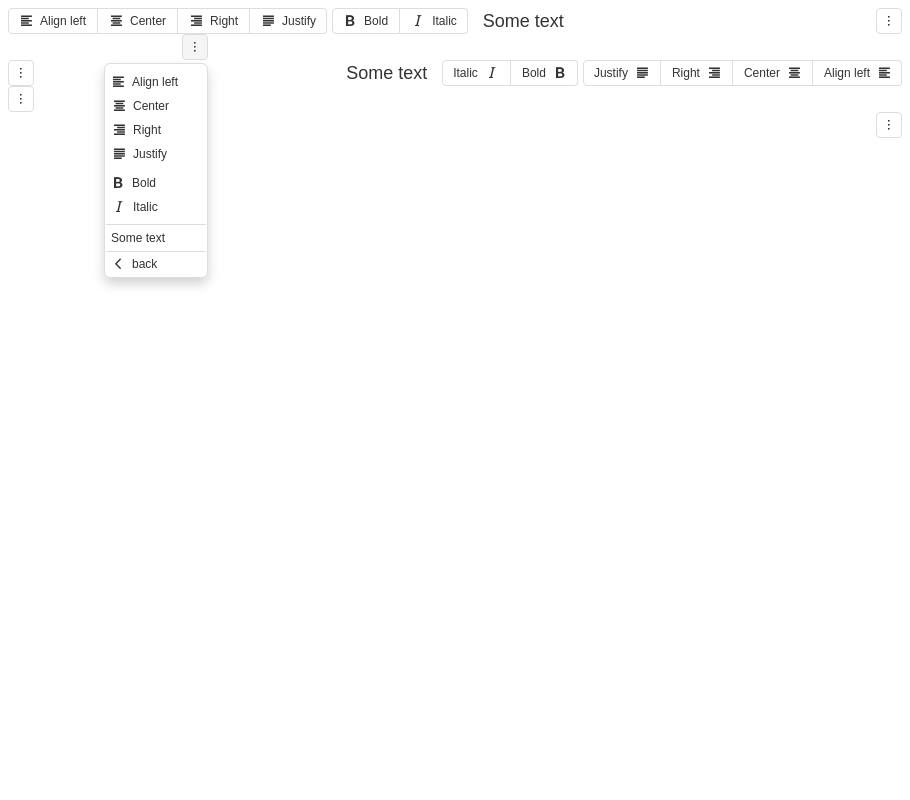 Align left Center Right Justify Bold Italic Some text
Some text Italic Bold Justify Right Center Align left
Align left
Center
Right
Justify
Bold
Italic
Some text
back